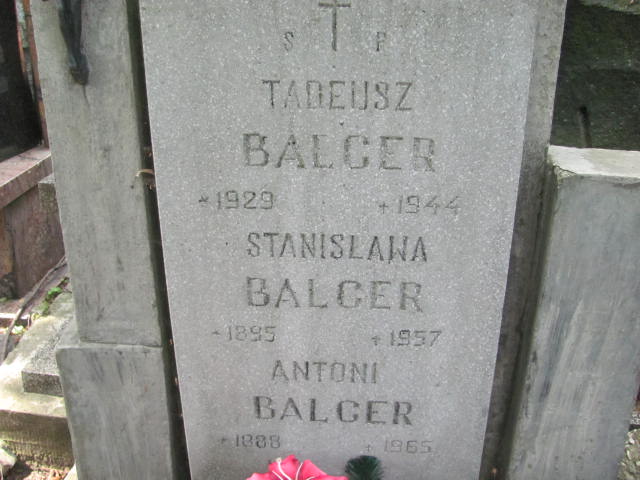 S P
TADEUSZ
BALCER
* 1929 + 1944
STANISŁAWA
BALCER
* 1895 + 1957
ANTONI
BALCER
* 1888 + 1965